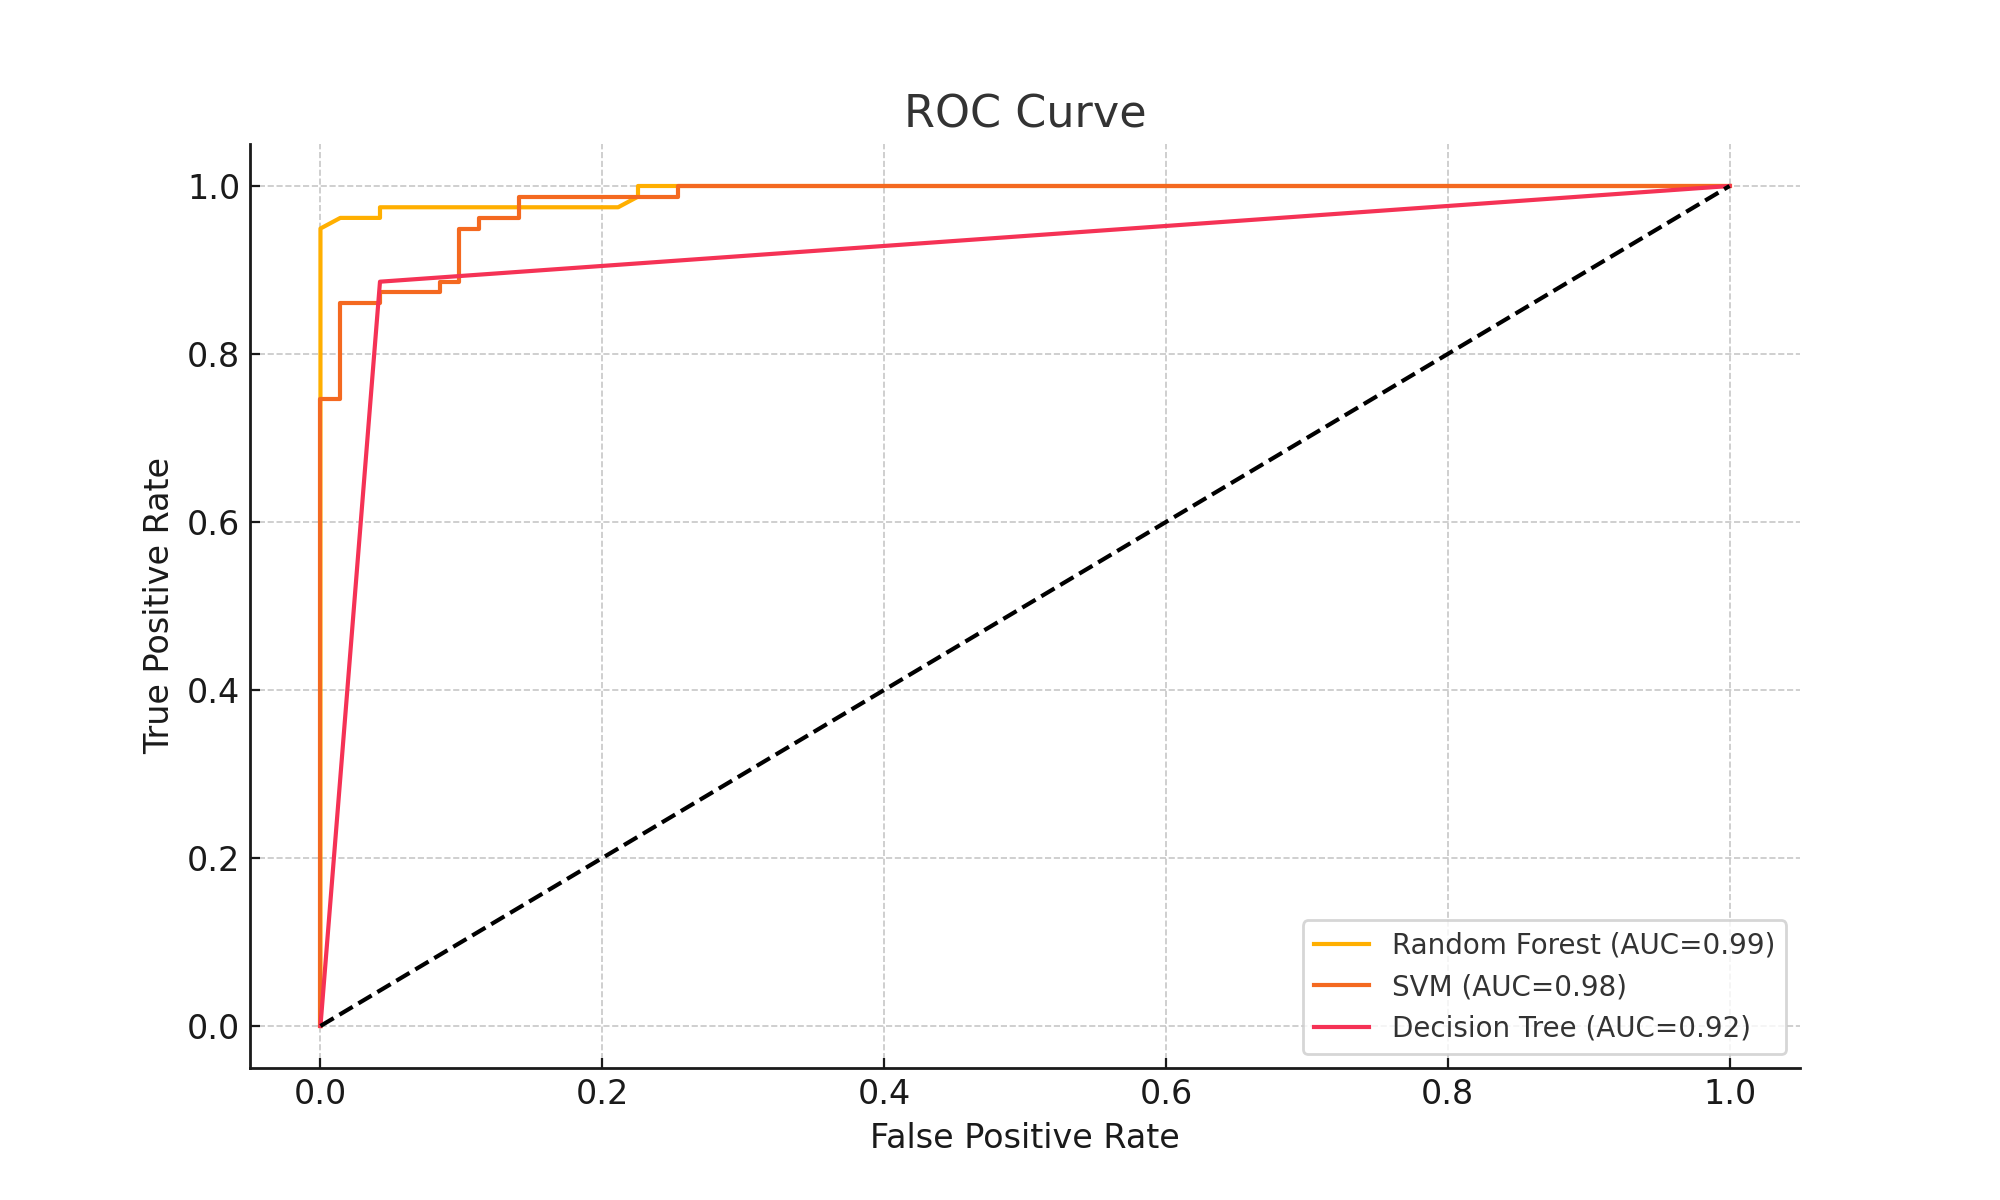 ROC Curve
1.0
0.8
0.6
0.4
0.2
0.0
True Positive Rate
Random Forest (AUC=0.99)
SVM (AUC=0.98)
Decision Tree (AUC=0.92)
0.0 0.2 0.4 0.6 0.8 1.0
False Positive Rate